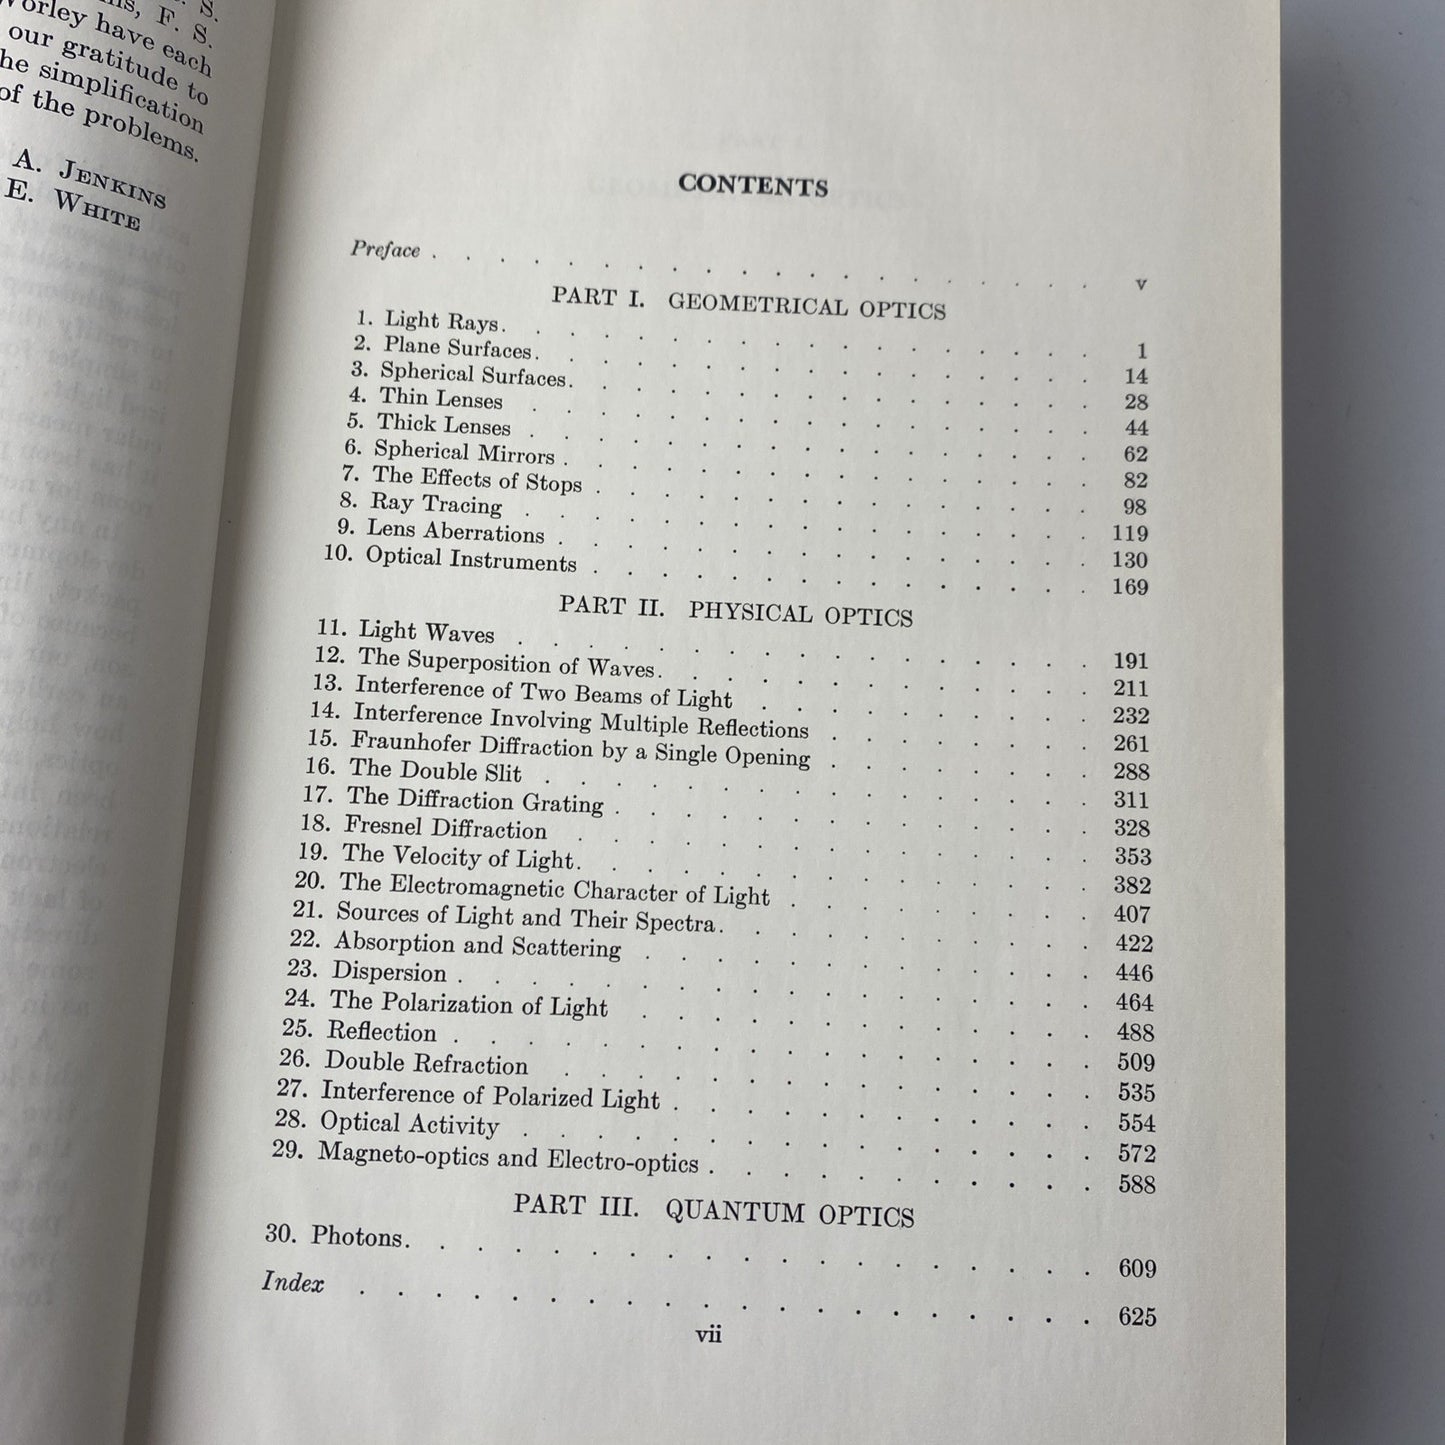 S.
ns, F. S.
Worley have each
our gratitude to
the simplification
of the problems.
A. JENKINS
E. WHITE
CONTENTS
Preface . . . . . . . . . . . . . . . . . . . . v
PART I. GEOMETRICAL OPTICS
1. Light Rays. . . . . . . . . . . . . . . . . . 1
2. Plane Surfaces. . . . . . . . . . . . . . . . . 14
3. Spherical Surfaces. . . . . . . . . . . . . . . . 28
4. Thin Lenses . . . . . . . . . . . . . . . . . 44
5. Thick Lenses . . . . . . . . . . . . . . . . . 62
6. Spherical Mirrors . . . . . . . . . . . . . . . . 82
7. The Effects of Stops . . . . . . . . . . . . . . . 98
8. Ray Tracing . . . . . . . . . . . . . . . . . 119
9. Lens Aberrations . . . . . . . . . . . . . . . . 130
10. Optical Instruments . . . . . . . . . . . . . . . 169
PART II. PHYSICAL OPTICS
11. Light Waves . . . . . . . . . . . . . . . . . 191
12. The Superposition of Waves. . . . . . . . . . . . . 211
13. Interference of Two Beams of Light . . . . . . . . . . 232
14. Interference Involving Multiple Reflections . . . . . . . . 261
15. Fraunhofer Diffraction by a Single Opening . . . . . . . . 288
16. The Double Slit . . . . . . . . . . . . . . . . 311
17. The Diffraction Grating . . . . . . . . . . . . . . 328
18. Fresnel Diffraction . . . . . . . . . . . . . . . 353
19. The Velocity of Light. . . . . . . . . . . . . . . 382
20. The Electromagnetic Character of Light . . . . . . . . . 407
21. Sources of Light and Their Spectra. . . . . . . . . . . 422
22. Absorption and Scattering . . . . . . . . . . . . . 446
23. Dispersion . . . . . . . . . . . . . . . . . . 464
24. The Polarization of Light . . . . . . . . . . . . . 488
25. Reflection . . . . . . . . . . . . . . . . . . 509
26. Double Refraction . . . . . . . . . . . . . . . 535
27. Interference of Polarized Light . . . . . . . . . . . . 554
28. Optical Activity . . . . . . . . . . . . . . . . 572
29. Magneto-optics and Electro-optics . . . . . . . . . . . 588
PART III. QUANTUM OPTICS
30. Photons. . . . . . . . . . . . . . . . . . . 609
Index . . . . . . . . . . . . . . . . . . . . 625
vii